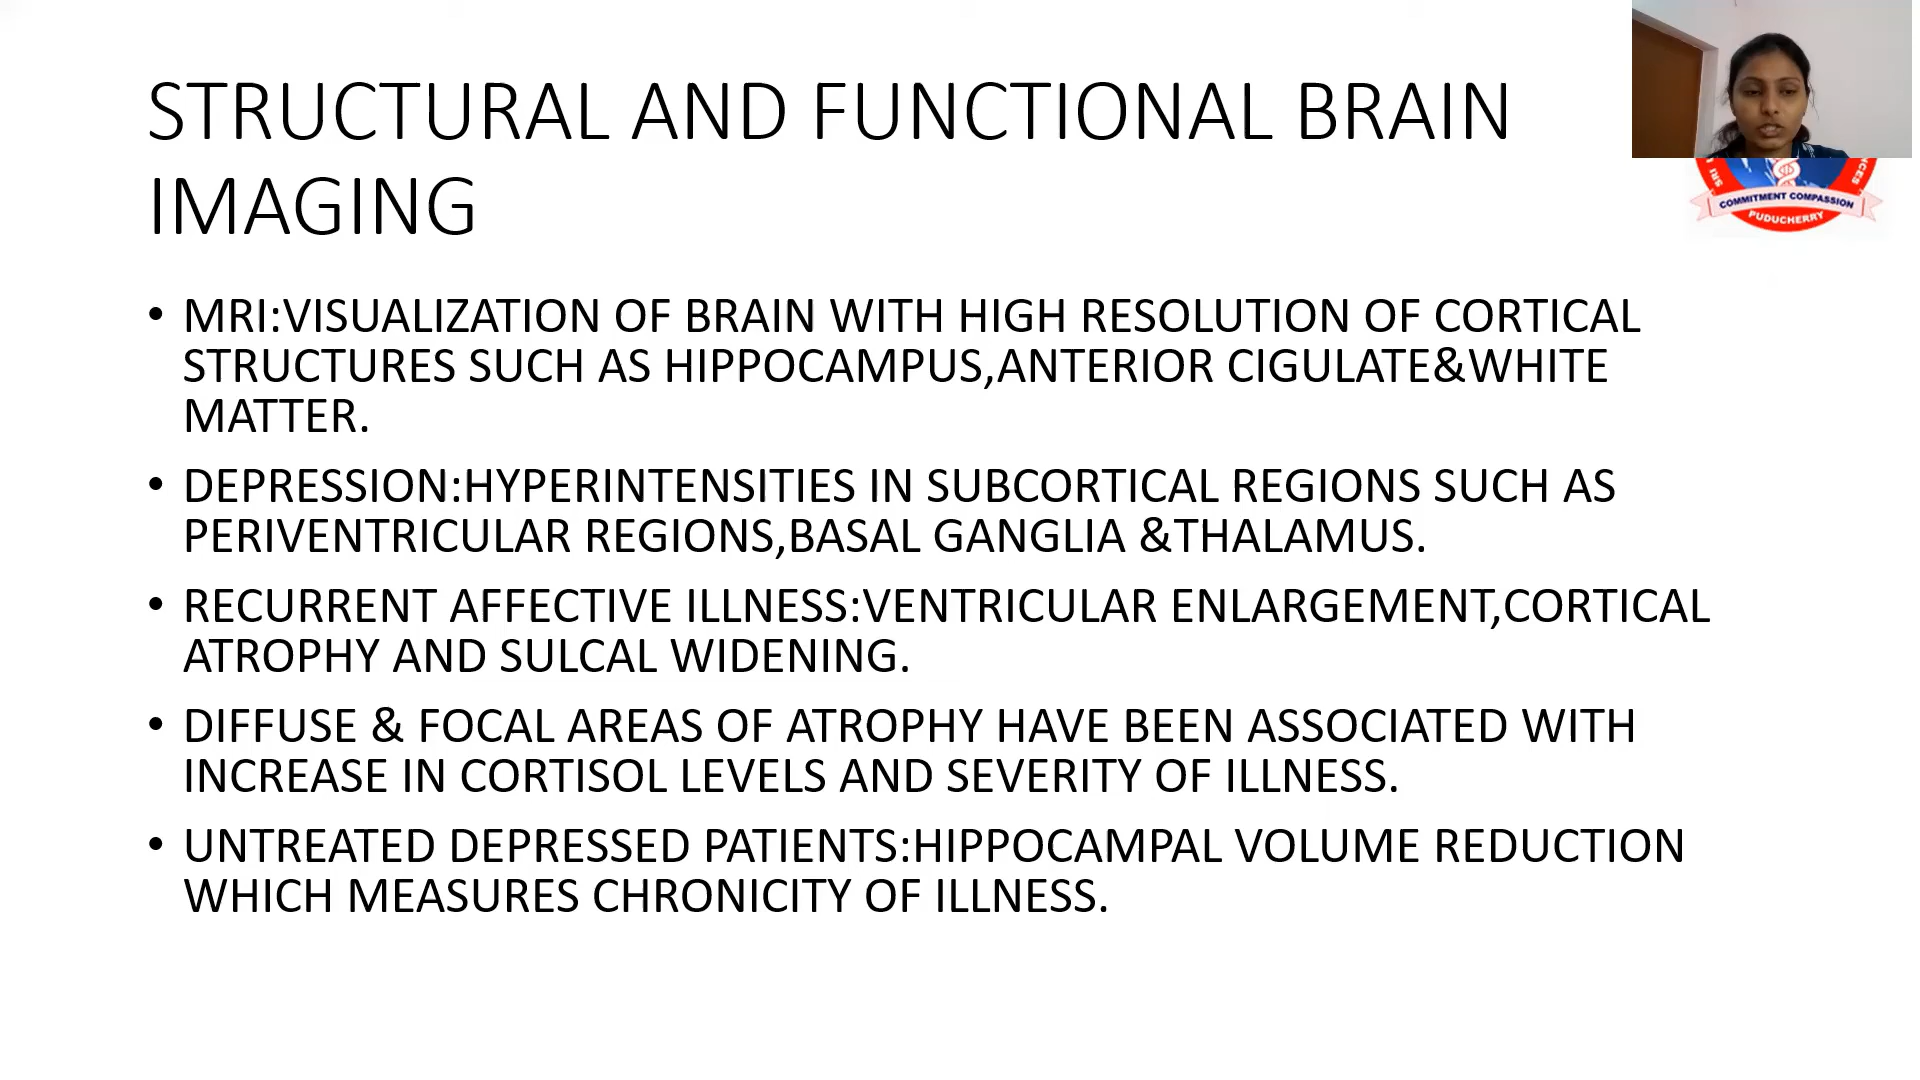 STRUCTURAL AND FUNCTIONAL BRAIN
IMAGING
SRI
NCES
COMMITMENT COMPASSION
PUDUCHERRY
• MRI:VISUALIZATION OF BRAIN WITH HIGH RESOLUTION OF CORTICAL
STRUCTURES SUCH AS HIPPOCAMPUS,ANTERIOR CIGULATE&WHITE
MATTER.
• DEPRESSION:HYPERINTENSITIES IN SUBCORTICAL REGIONS SUCH AS
PERIVENTRICULAR REGIONS,BASAL GANGLIA &THALAMUS.
• RECURRENT AFFECTIVE ILLNESS:VENTRICULAR ENLARGEMENT,CORTICAL
ATROPHY AND SULCAL WIDENING.
• DIFFUSE & FOCAL AREAS OF ATROPHY HAVE BEEN ASSOCIATED WITH
INCREASE IN CORTISOL LEVELS AND SEVERITY OF ILLNESS.
• UNTREATED DEPRESSED PATIENTS:HIPPOCAMPAL VOLUME REDUCTION
WHICH MEASURES CHRONICITY OF ILLNESS.